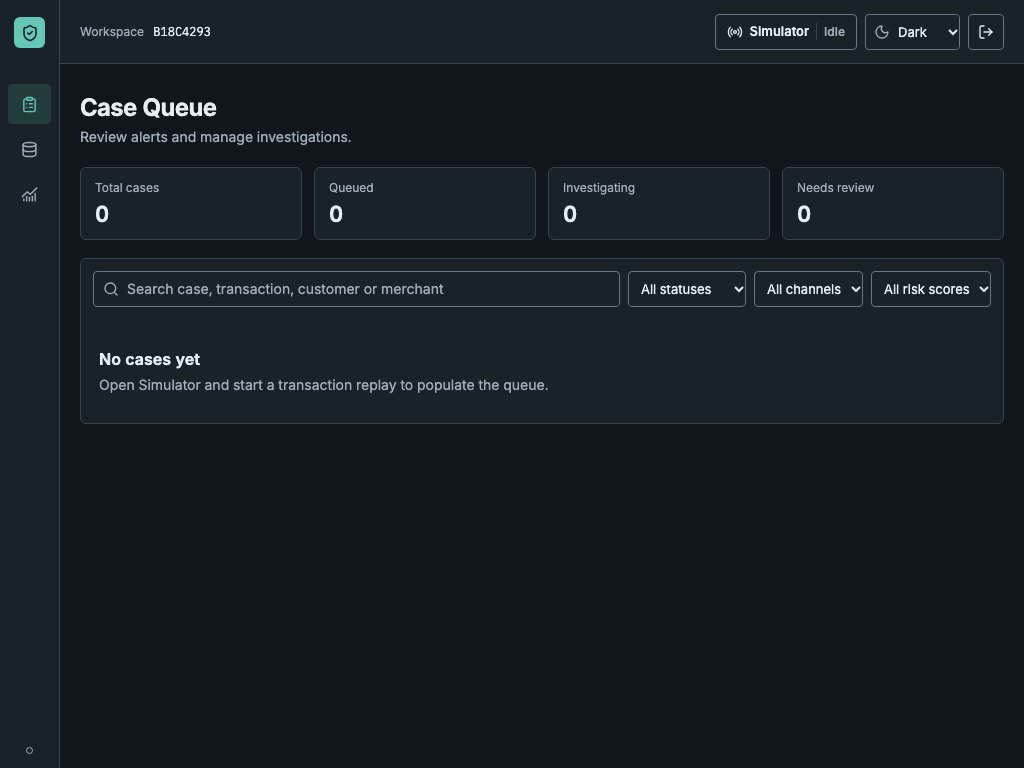 Workspace B18C4293
Simulator Idle
Dark
Case Queue
Review alerts and manage investigations.
Total cases
0
Queued
0
Investigating
0
Needs review
0
Search case, transaction, customer or merchant
All statuses
All channels
All risk scores
No cases yet
Open Simulator and start a transaction replay to populate the queue.